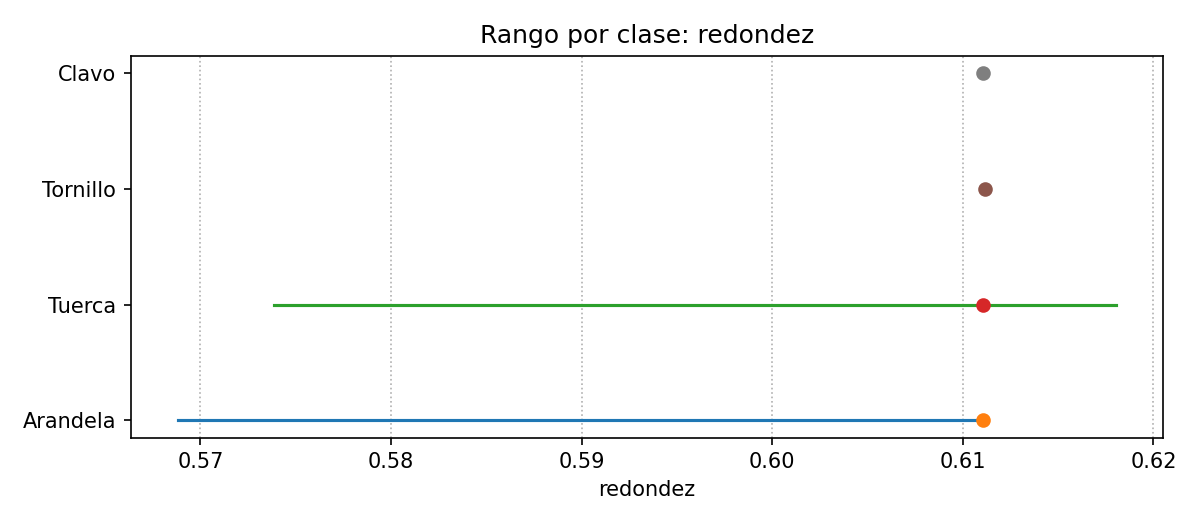 Rango por clase: redondez
Clavo
Tornillo
Tuerca
Arandela
0.57 0.58 0.59 0.60 0.61 0.62
redondez